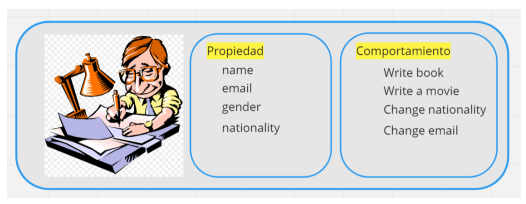 Propiedad
name
email
gender
nationality
Comportamiento
Write book
Write a movie
Change nationality
Change email